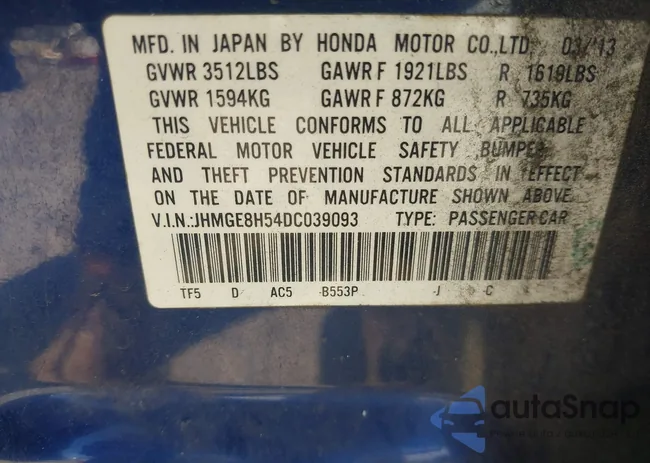 MFD. IN JAPAN BY HONDA MOTOR CO.,LTD. 03/13
GVWR 3512LBS GAWR F 1921LBS R 1619LBS
GVWR 1594KG GAWR F 872KG R 735KG
THIS VEHICLE CONFORMS TO ALL APPLICABLE
FEDERAL MOTOR VEHICLE SAFETY, BUMPER,
AND THEFT PREVENTION STANDARDS IN EFFECT
ON THE DATE OF MANUFACTURE SHOWN ABOVE.
V.I.N.:JHMGE8H54DC039093 TYPE: PASSENGER CAR
TF5 D AC5 B553P J C
autaSnap